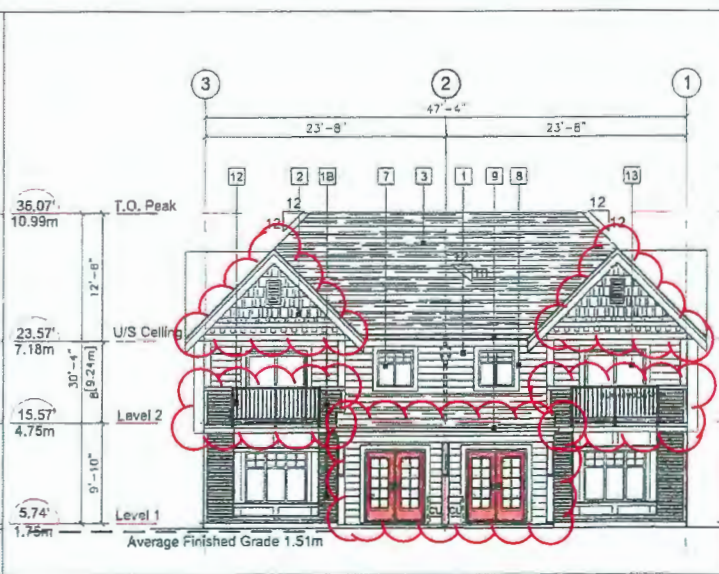 3 2 1
47'-4"
23'-8" 23'-8"
12 2 18 7 3 1 9 8 13
36.07' T.O. Peak
10.99m
12 12
12 12
12'-8"
12
10
23.57' U/S Ceiling
7.18m
30'-4"
[9.24m]
8
15.57' Level 2
4.75m
9'-10"
5.74' Level 1
1.75m
Average Finished Grade 1.51m